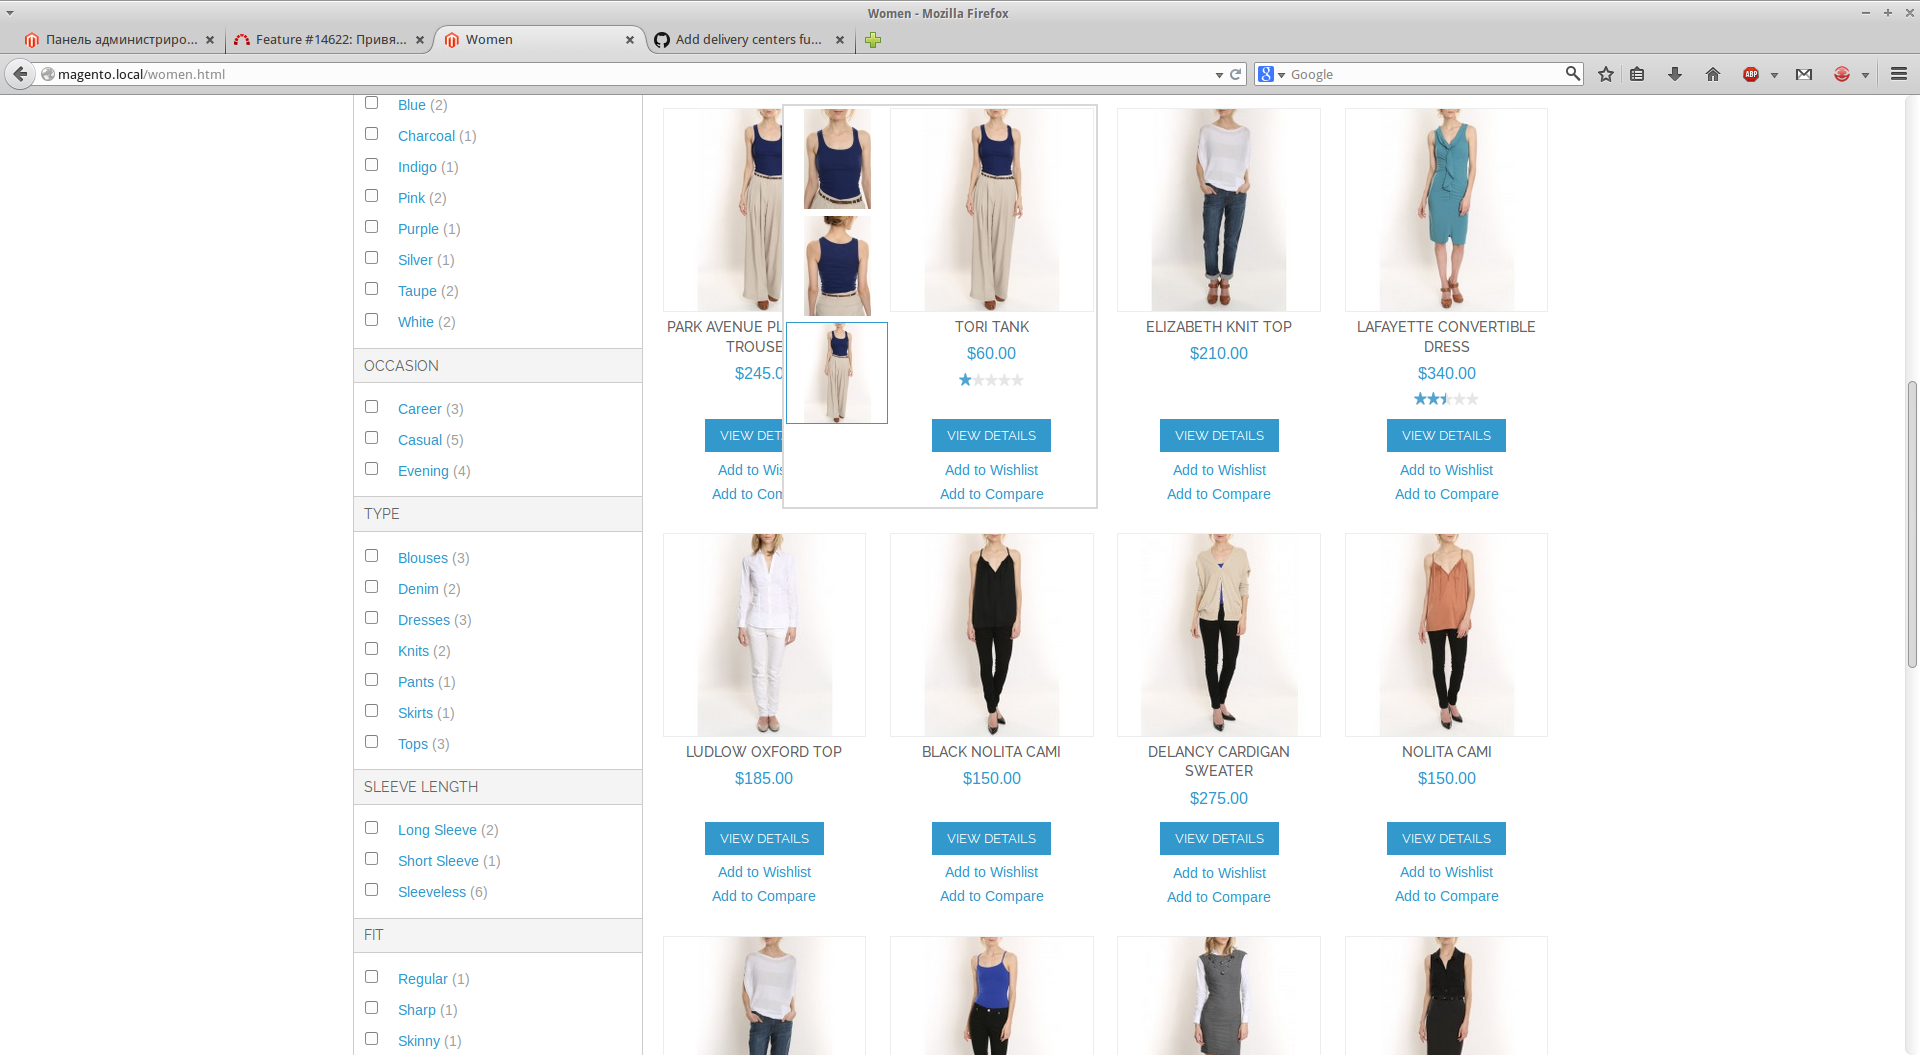 Women - Mozilla Firefox
Панель администриро...
Feature #14622: Привя...
Women
Add delivery centers fu...
magento.local/women.html
Google
ABP
Blue (2)
Charcoal (1)
Indigo (1)
Pink (2)
Purple (1)
Silver (1)
Taupe (2)
White (2)
OCCASION
Career (3)
Casual (5)
Evening (4)
TYPE
Blouses (3)
Denim (2)
Dresses (3)
Knits (2)
Pants (1)
Skirts (1)
Tops (3)
SLEEVE LENGTH
Long Sleeve (2)
Short Sleeve (1)
Sleeveless (6)
FIT
Regular (1)
Sharp (1)
Skinny (1)
PARK AVENUE PL
TROUSE
$245.0
VIEW DET
Add to Wis
Add to Com
TORI TANK
$60.00
VIEW DETAILS
Add to Wishlist
Add to Compare
ELIZABETH KNIT TOP
$210.00
VIEW DETAILS
Add to Wishlist
Add to Compare
LAFAYETTE CONVERTIBLE
DRESS
$340.00
VIEW DETAILS
Add to Wishlist
Add to Compare
LUDLOW OXFORD TOP
$185.00
VIEW DETAILS
Add to Wishlist
Add to Compare
BLACK NOLITA CAMI
$150.00
VIEW DETAILS
Add to Wishlist
Add to Compare
DELANCY CARDIGAN
SWEATER
$275.00
VIEW DETAILS
Add to Wishlist
Add to Compare
NOLITA CAMI
$150.00
VIEW DETAILS
Add to Wishlist
Add to Compare